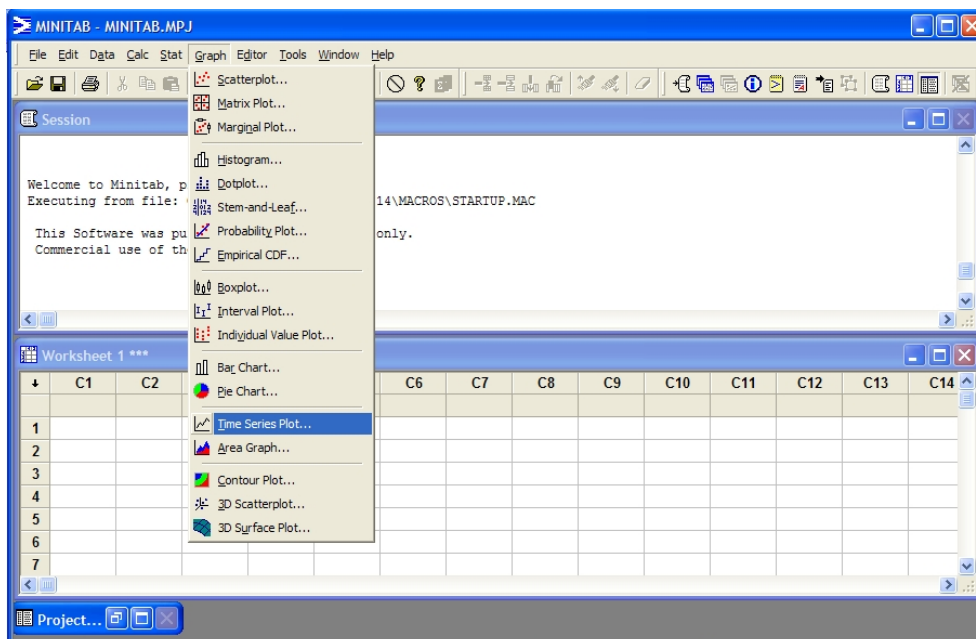 MINITAB - MINITAB.MPJ
File Edit Data Calc Stat Graph Editor Tools Window Help
Scatterplot...
Matrix Plot...
Marginal Plot...
Histogram...
Dotplot...
Stem-and-Leaf...
Probability Plot...
Empirical CDF...
Boxplot...
Interval Plot...
Individual Value Plot...
Bar Chart...
Pie Chart...
Time Series Plot...
Area Graph...
Contour Plot...
3D Scatterplot...
3D Surface Plot...
Session
Welcome to Minitab, p
Executing from file: 14\MACROS\STARTUP.MAC
This Software was pu only.
Commercial use of th
Worksheet 1 ***
C1 C2 C6 C7 C8 C9 C10 C11 C12 C13 C14
1
2
3
4
5
6
7
Project...